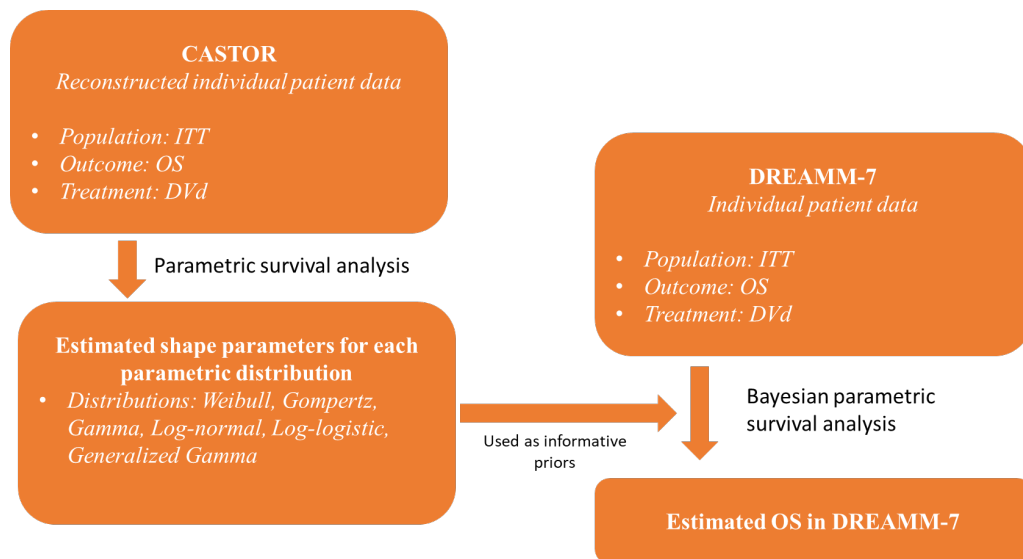 CASTOR
Reconstructed individual patient data
• Population: ITT
• Outcome: OS
• Treatment: DVd
Parametric survival analysis
Estimated shape parameters for each
parametric distribution
• Distributions: Weibull, Gompertz,
Gamma, Log-normal, Log-logistic,
Generalized Gamma
Used as informative
priors
DREAMM-7
Individual patient data
• Population: ITT
• Outcome: OS
• Treatment: DVd
Bayesian parametric
survival analysis
Estimated OS in DREAMM-7